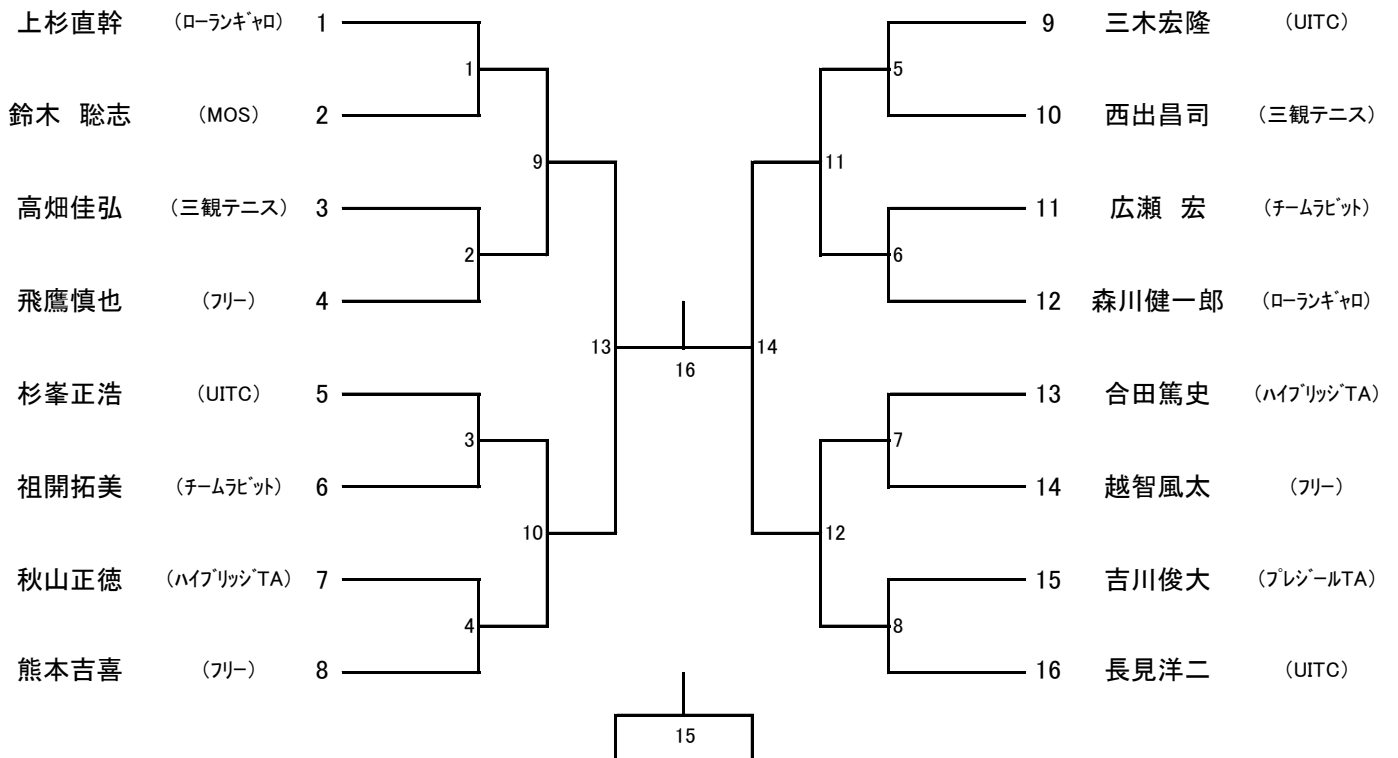 上杉直幹 （ﾛｰﾗﾝｷﾞｬﾛ） 1
鈴木　聡志 （MOS） 2
高畑佳弘 （三観テニス） 3
飛鷹慎也 （ﾌﾘｰ） 4
杉峯正浩 （UITC） 5
祖開拓美 （ﾁｰﾑﾗﾋﾞｯﾄ） 6
秋山正徳 （ﾊｲﾌﾞﾘｯｼﾞTA） 7
熊本吉喜 （ﾌﾘｰ） 8
1
2
3
4
9
10
13
16
15
14
11
12
5
6
7
8
9 三木宏隆 （UITC）
10 西出昌司 （三観テニス）
11 広瀬　宏 （ﾁｰﾑﾗﾋﾞｯﾄ）
12 森川健一郎 （ﾛｰﾗﾝｷﾞｬﾛ）
13 合田篤史 （ﾊｲﾌﾞﾘｯｼﾞTA）
14 越智風太 （ﾌﾘｰ）
15 吉川俊大 （ﾌﾟﾚｼﾞｰﾙTA）
16 長見洋二 （UITC）